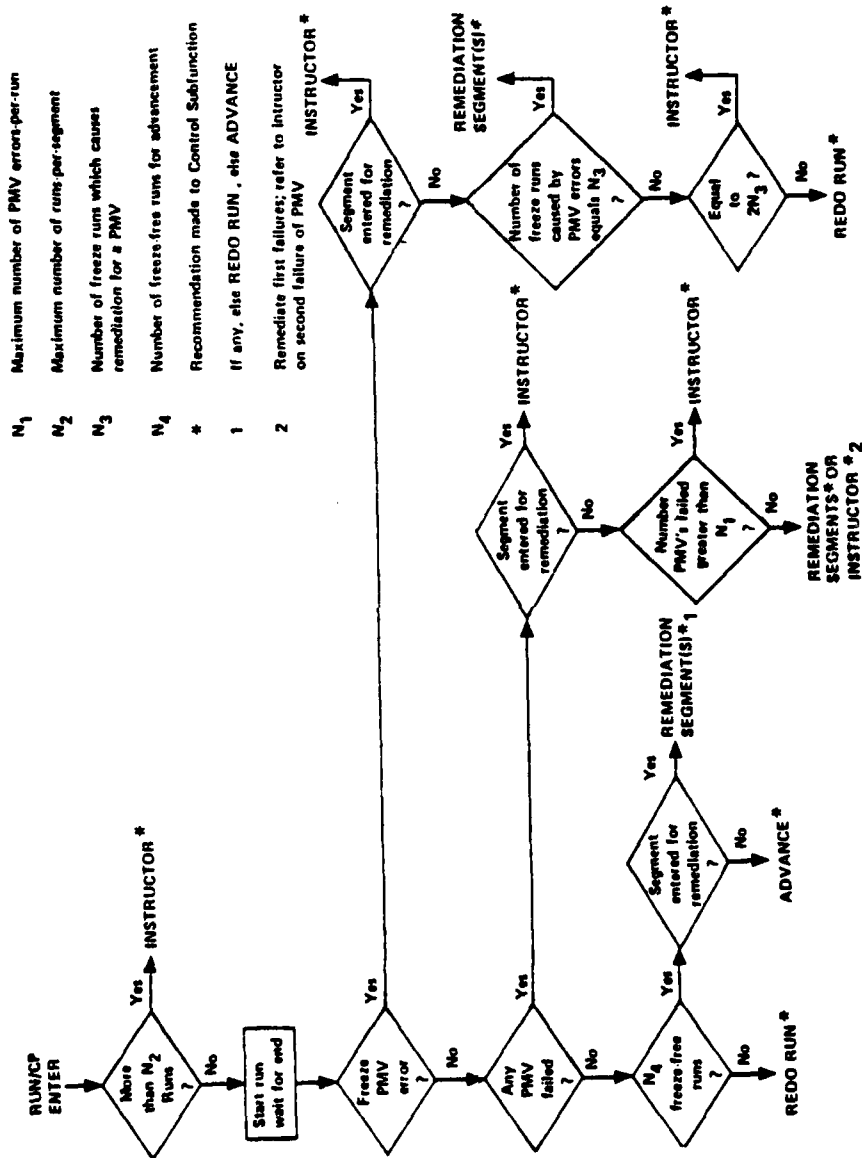 RUN/CP
ENTER
More
than N2
Runs
?
Yes
INSTRUCTOR*
No
Start run
wait for end
Freeze
PMV
error
?
Yes
No
Any
PMV
failed
?
Yes
No
N4
freeze-free
runs
?
Yes
No
REDO RUN*
Segment
entered for
remediation
?
Yes
REMEDIATION
SEGMENT(S)*1
No
ADVANCE*
Segment
entered for
remediation
?
Yes
INSTRUCTOR*
No
Number
PMV's failed
greater then
N1
?
Yes
INSTRUCTOR*
No
REMEDIATION
SEGMENTS* OR
INSTRUCTOR*2
Segment
entered for
remediation
?
Yes
INSTRUCTOR*
No
Number of
freeze runs
caused by
PMV errors
equals N3
?
Yes
REMEDIATION
SEGMENT(S)*
No
Equal
to
2N3 ?
?
Yes
INSTRUCTOR*
No
REDO RUN*
N1 Maximum number of PMV errors-per-run
N2 Maximum number of runs-per-segment
N3 Number of freeze runs which causes
remediation for a PMV
N4 Number of freeze-free runs for advancement
* Recommendation made to Control Subfunction
1 If any, else REDO RUN, else ADVANCE
2 Remediate first failures; refer to intructor
on second failure of PMV